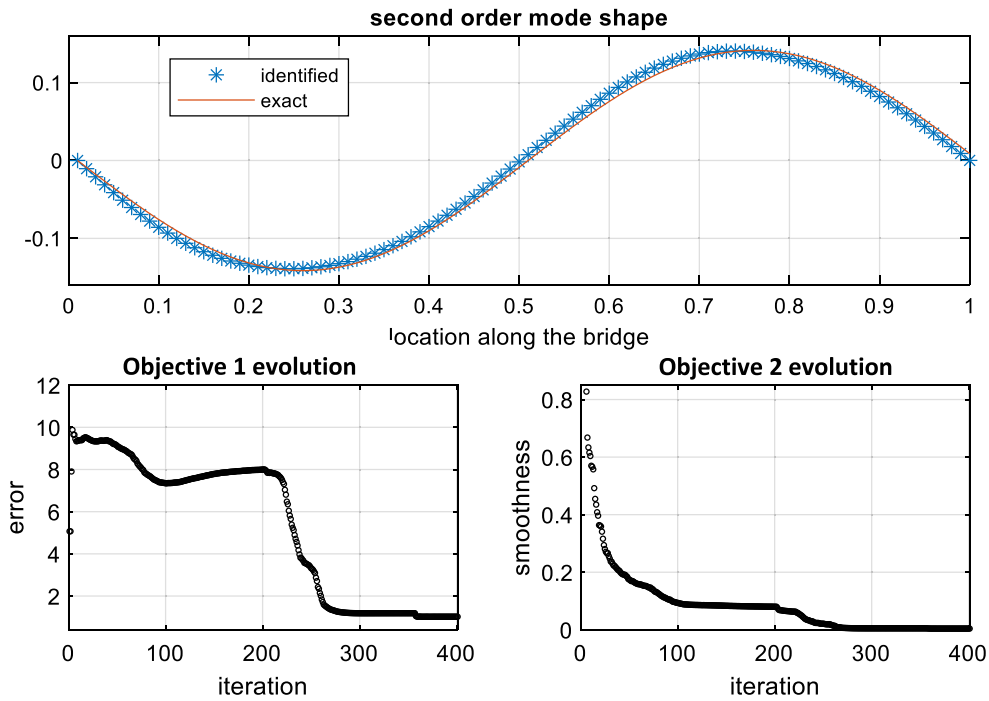 second order mode shape
identified
exact
0.1
0
-0.1
0 0.1 0.2 0.3 0.4 0.5 0.6 0.7 0.8 0.9 1
location along the bridge
Objective 1 evolution
12
10
8
6
4
2
error
0 100 200 300 400
iteration
Objective 2 evolution
0.8
0.6
0.4
0.2
0
smoothness
0 100 200 300 400
iteration